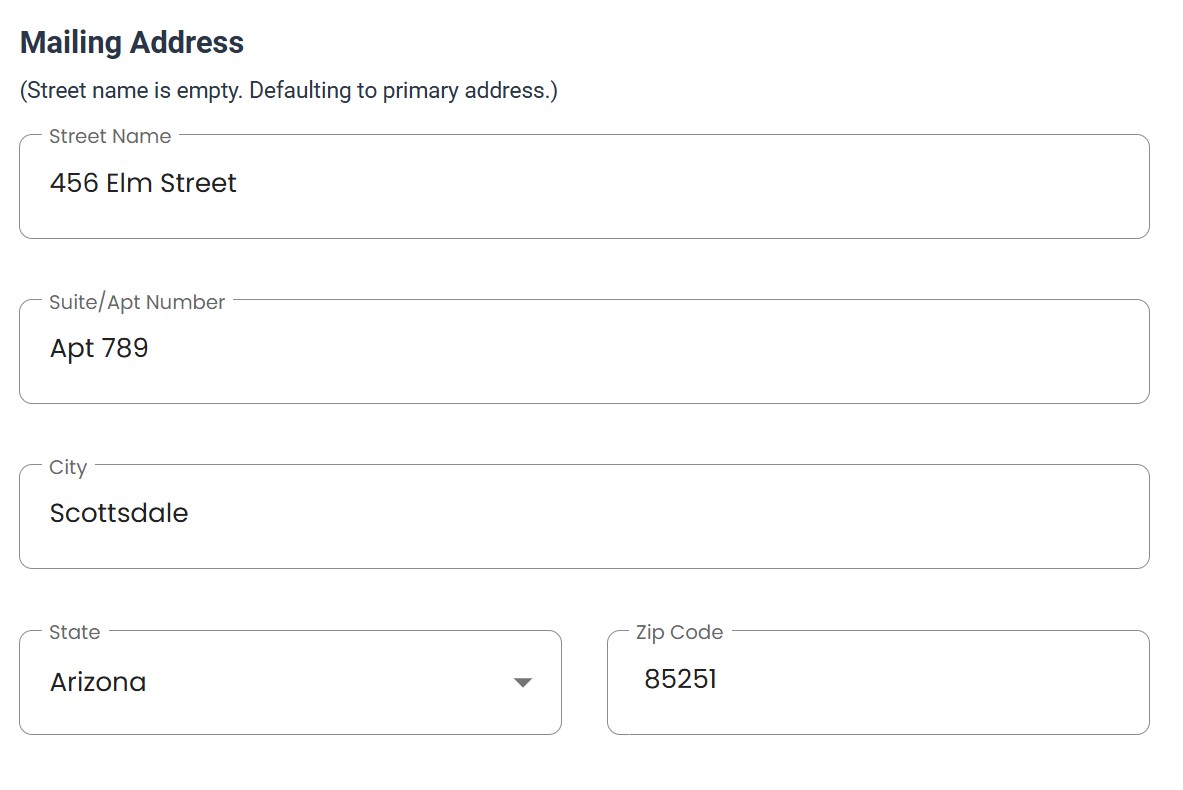 Mailing Address
(Street name is empty. Defaulting to primary address.)
Street Name
456 Elm Street
Suite/Apt Number
Apt 789
City
Scottsdale
State
Arizona
Zip Code
85251